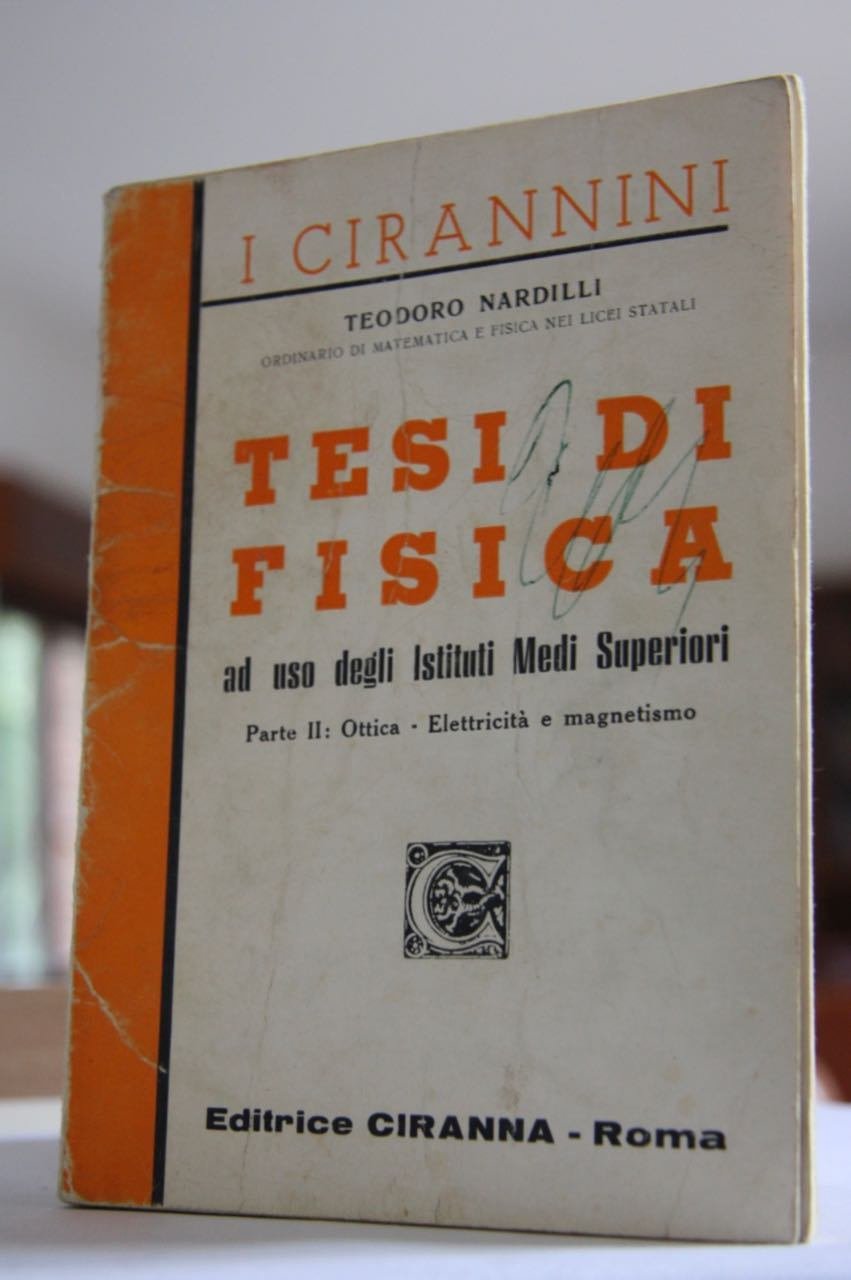 I CIRANNINI
TEODORO NARDILLI
ORDINARIO DI MATEMATICA E FISICA NEI LICEI STATALI
TESI DI
FISICA
ad uso degli Istituti Medi Superiori
Parte II: Ottica - Elettricità e magnetismo
C
Editrice CIRANNA - Roma